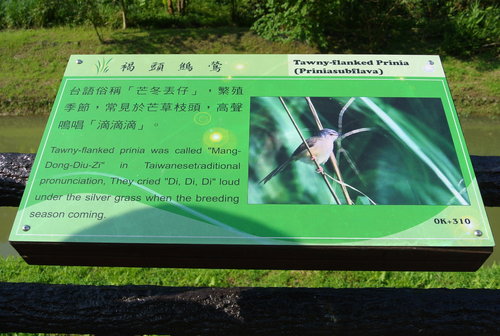 褐頭鷦鶯
Tawny-flanked Prinia
(Priniasubflava)
台語俗稱「芒冬丟仔」，繁殖
季節，常見於芒草枝頭，高聲
鳴唱「滴滴滴」。
Tawny-flanked prinia was called "Mang-
Dong-Diu-Zi" in Taiwanesetraditional
pronunciation, They cried "Di, Di, Di" loud
under the silver grass when the breeding
season coming.
0K+310